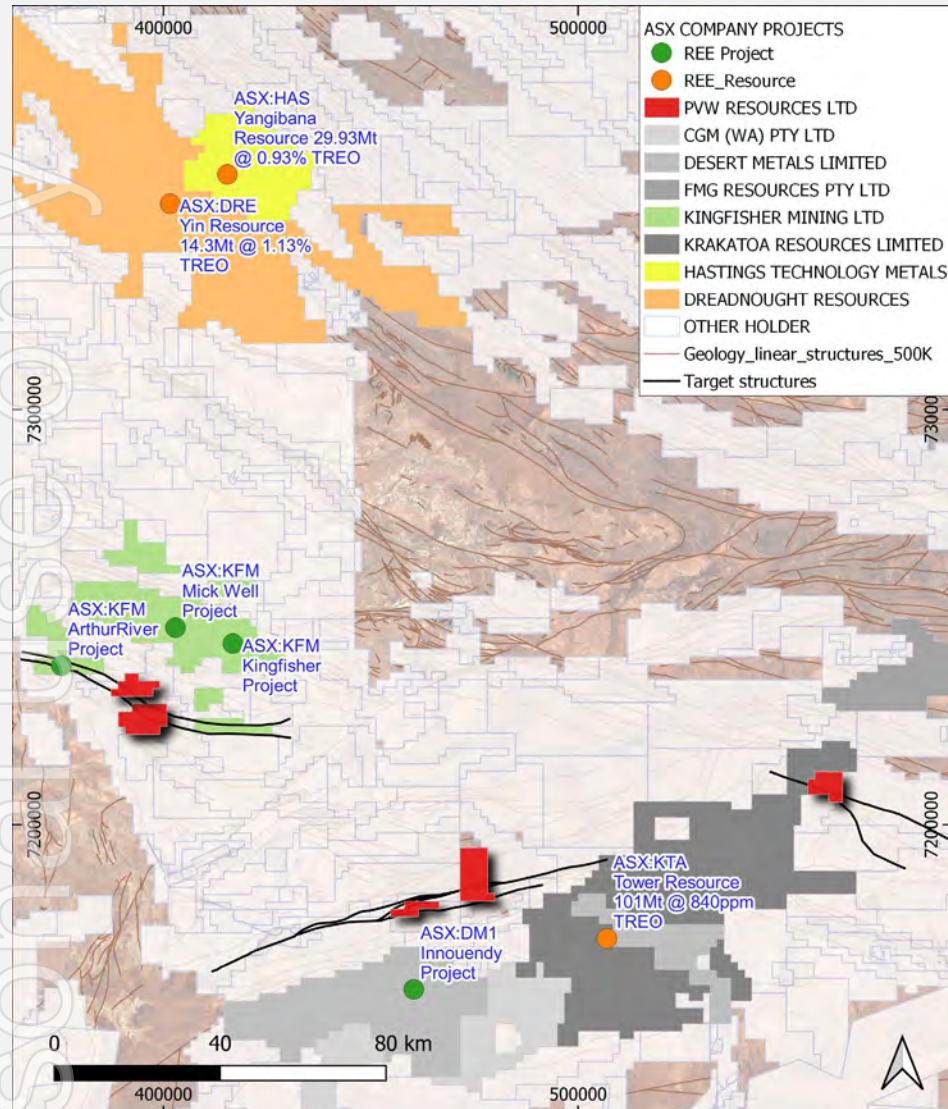 400000
500000
ASX COMPANY PROJECTS
REE Project
REE_Resource
PVW RESOURCES LTD
CGM (WA) PTY LTD
DESERT METALS LIMITED
FMG RESOURCES PTY LTD
KINGFISHER MINING LTD
KRAKATOA RESOURCES LIMITED
HASTINGS TECHNOLOGY METALS
DREADNOUGHT RESOURCES
OTHER HOLDER
Geology_linear_structures_500K
Target structures
ASX:HAS
Yangibana
Resource 29.93Mt
@ 0.93% TREO
ASX:DRE
Yin Resource
14.3Mt @ 1.13%
TREO
7300000
73000
ASX:KFM
Mick Well
Project
ASX:KFM
ArthurRiver
Project
ASX:KFM
Kingfisher
Project
7200000
7200000
ASX:KTA
Tower Resource
101Mt @ 840ppm
TREO
ASX:DM1
Innouendy
Project
0 40 80 km
400000
500000
sonal use only